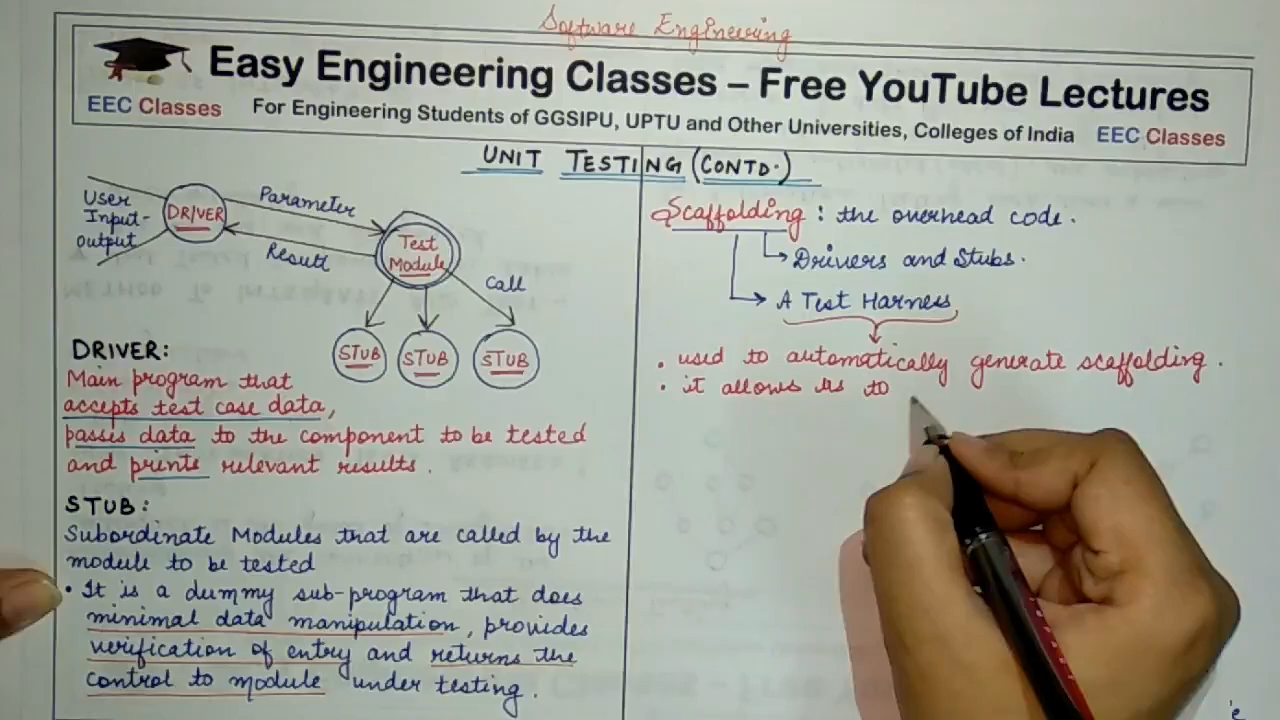 Software Engineering
Easy Engineering Classes – Free YouTube Lectures
EEC Classes For Engineering Students of GGSIPU, UPTU and Other Universities, Colleges of India EEC Classes
UNIT TESTING (CONTD.)
User
Input-
Output
DRIVER
Parameter
Result
Test
Module
Call
STUB
STUB
STUB
DRIVER:
Main program that
accepts test case data,
passes data to the component to be tested
and prints relevant results.
STUB:
Subordinate Modules that are called by the
module to be tested
• It is a dummy sub-program that does
minimal data manipulation, provides
verification of entry and returns the
control to module under testing.
Scaffolding: the overhead code.
Drivers and Stubs.
A Test Harness
• used to automatically generate scaffolding.
• it allows us to